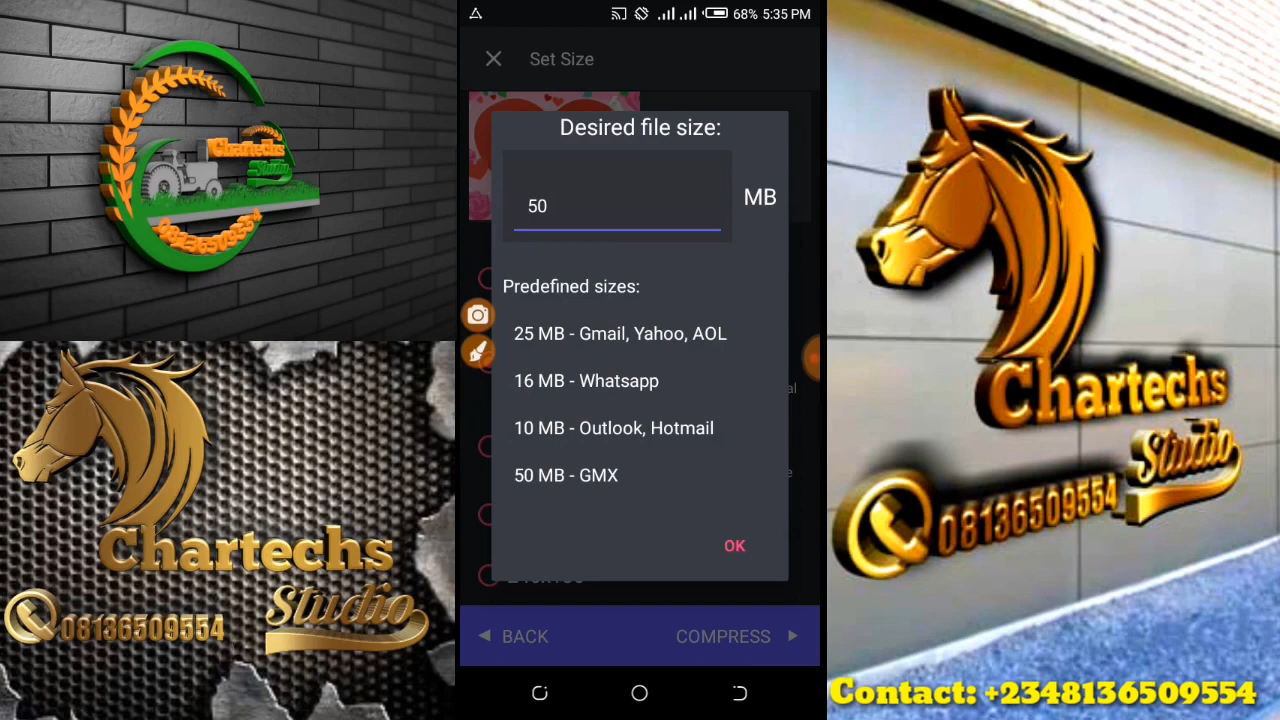 Chartechs
Studio
08136509554
Chartechs
Studio
08136509554
68% 5:35 PM
Set Size
Desired file size:
50
MB
Predefined sizes:
25 MB - Gmail, Yahoo, AOL
16 MB - Whatsapp
10 MB - Outlook, Hotmail
50 MB - GMX
OK
BACK
COMPRESS
Chartechs
Studio
08136509554
Contact: +2348136509554